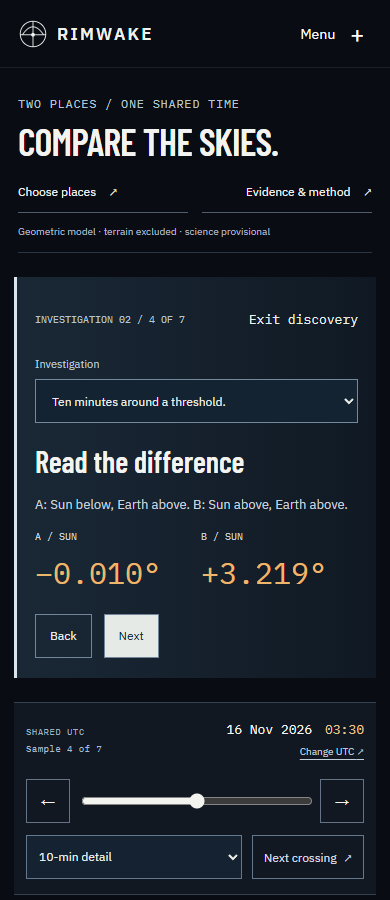 RIMWAKE
Menu +
TWO PLACES / ONE SHARED TIME
COMPARE THE SKIES.
Choose places ↗
Evidence & method ↗
Geometric model · terrain excluded · science provisional
INVESTIGATION 02 / 4 OF 7
Exit discovery
Investigation
Ten minutes around a threshold.
Read the difference
A: Sun below, Earth above. B: Sun above, Earth above.
A / SUN
B / SUN
−0.010°
+3.219°
Back
Next
SHARED UTC
16 Nov 2026 03:30
Sample 4 of 7
Change UTC ↗
←
→
10-min detail
Next crossing ↗